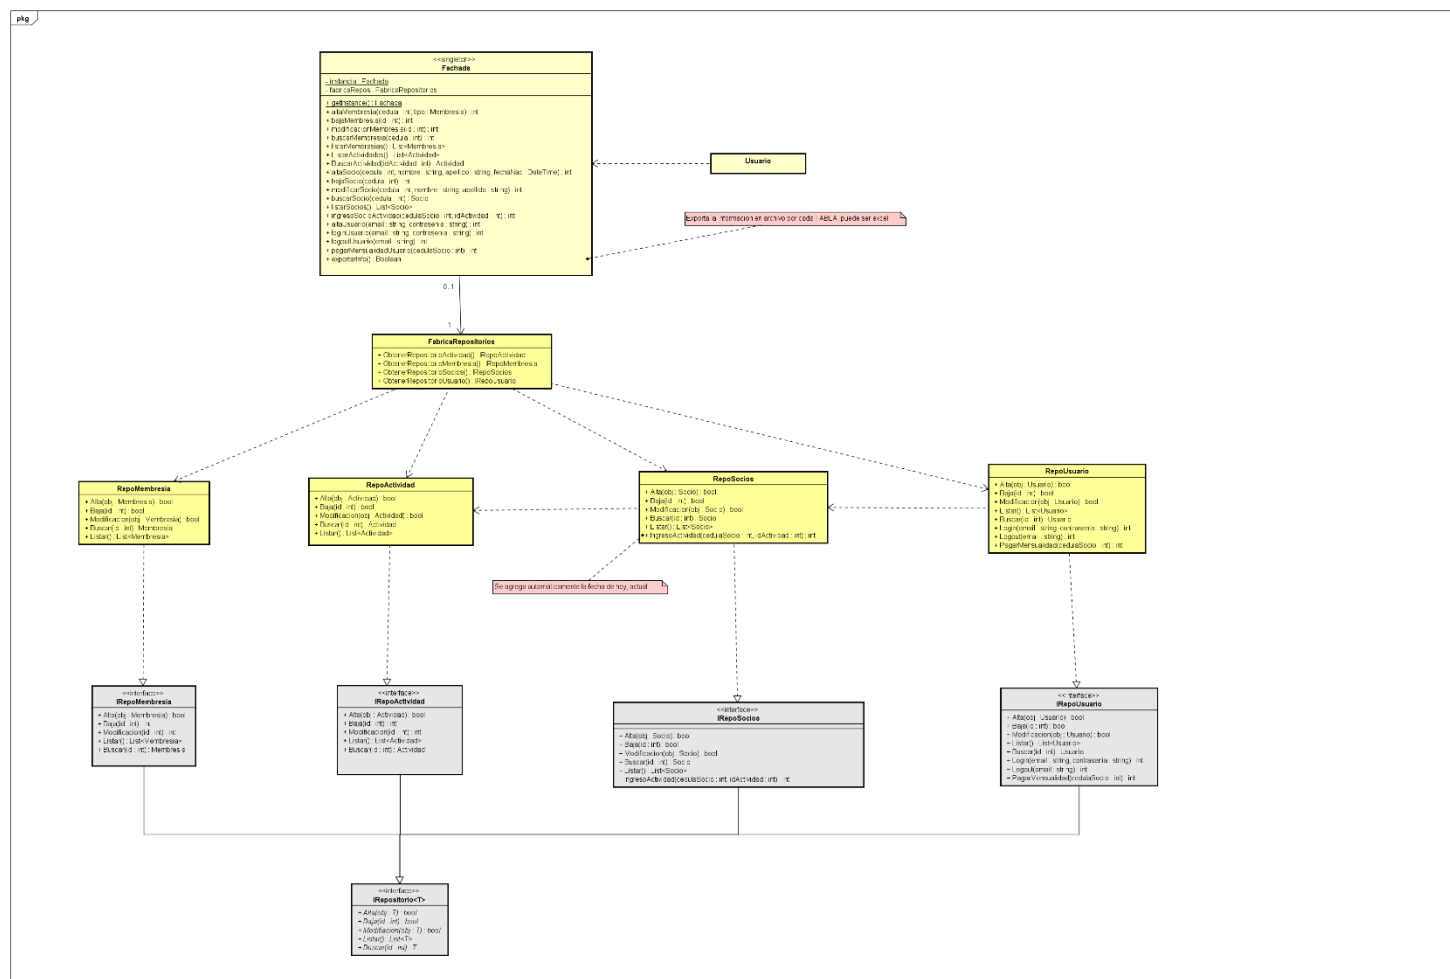 pkg
<<singleton>>
Fachada
- instancia : Fachada
- fabricaRepos : FabricaRepositorios
+ getInstance() : Fachada
+ altaMembresia(cedula : int, tipo : Membresia) : int
+ bajaMembresia(id : int) : int
+ modificacionMembresia(id : int) : int
+ buscarMembresia(cedula : int) : int
+ listarMembresias() : List<Membresia>
+ ListarActividades() : List<Actividad>
+ BuscarActividad(idActividad : int) : Actividad
+ altaSocio(cedula : int, nombre : string, apellido : string, fechaNac : DateTime) : int
+ bajaSocio(cedula : int) : int
+ modificarSocio(cedula : int, nombre : string, apellido : string) : int
+ buscarSocio(cedula : int) : Socio
+ listarSocios() : List<Socio>
+ ingresoSocioActividad(cedulaSocio : int, idActividad : int) : int
+ altaUsuario(email : string, contrasenia : string) : int
+ loginUsuario(email : string, contrasenia : string) : int
+ logoutUsuario(email : string) : int
+ pagarMensualidadUsuario(cedulaSocio : int) : int
+ exportarInfo() : Boolean
Usuario
Exporta la informacion en archivo por cada TABLA, puede ser excel
0..1
1
FabricaRepositorios
+ ObtenerRepositorioActividad() : IRepoActividad
+ ObtenerRepositorioMembresia() : IRepoMembresia
+ ObtenerRepositorioSocios() : IRepoSocios
+ ObtenerRepositorioUsuario() : IRepoUsuario
RepoMembresia
+ Alta(obj : Membresia) : bool
+ Baja(id : int) : bool
+ Modificacion(obj : Membresia) : bool
+ Buscar(id : int) : Membresia
+ Listar() : List<Membresia>
RepoActividad
+ Alta(obj : Actividad) : bool
+ Baja(id : int) : bool
+ Modificacion(obj : Actividad) : bool
+ Buscar(id : int) : Actividad
+ Listar() : List<Actividad>
RepoSocios
+ Alta(obj : Socio) : bool
+ Baja(id : int) : bool
+ Modificacion(obj : Socio) : bool
+ Buscar(id : int) : Socio
+ Listar() : List<Socio>
+ IngresoActividad(cedulaSocio : int, idActividad : int) : int
RepoUsuario
+ Alta(obj : Usuario) : bool
+ Baja(id : int) : bool
+ Modificacion(obj : Usuario) : bool
+ Listar() : List<Usuario>
+ Buscar(id : int) : Usuario
+ Login(email : string, contrasenia : string) : int
+ Logout(email : string) : int
+ PagarMensualidad(cedulaSocio : int) : int
Se agrega automáticamente la fecha de hoy, actual
<<interface>>
IRepoMembresia
+ Alta(obj : Membresia) : bool
+ Baja(id : int) : int
+ Modificacion(id : int) : int
+ Listar() : List<Membresia>
+ Buscar(id : int) : Membresia
<<interface>>
IRepoActividad
+ Alta(obj : Actividad) : bool
+ Baja(id : int) : int
+ Modificacion(id : int) : int
+ Listar() : List<Actividad>
+ Buscar(id : int) : Actividad
<<interface>>
IRepoSocios
+ Alta(obj : Socio) : bool
+ Baja(id : int) : bool
+ Modificacion(obj : Socio) : bool
+ Buscar(id : int) : Socio
+ Listar() : List<Socio>
IngresoActividad(cedulaSocio : int, idActividad : int) : int
<<interface>>
IRepoUsuario
+ Alta(obj : Usuario) : bool
+ Baja(id : int) : bool
+ Modificacion(obj : Usuario) : bool
+ Listar() : List<Usuario>
+ Buscar(id : int) : Usuario
+ Login(email : string, contrasenia : string) : int
+ Logout(email : string) : int
+ PagarMensualidad(cedulaSocio : int) : int
<<interface>>
IRepositorio<T>
+ Alta(obj : T) : bool
+ Baja(id : int) : bool
+ Modifiacion(obj : T) : bool
+ Listar() : List<T>
+ Buscar(id : int) : T